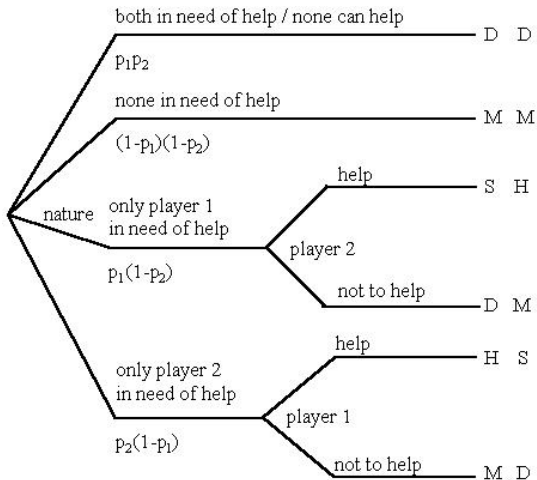 both in need of help / none can help
D D
p₁p₂
none in need of help
M M
(1-p₁)(1-p₂)
help
S H
nature
only player 1
in need of help
player 2
p₁(1-p₂)
not to help
D M
help
H S
only player 2
in need of help
player 1
p₂(1-p₁)
not to help
M D